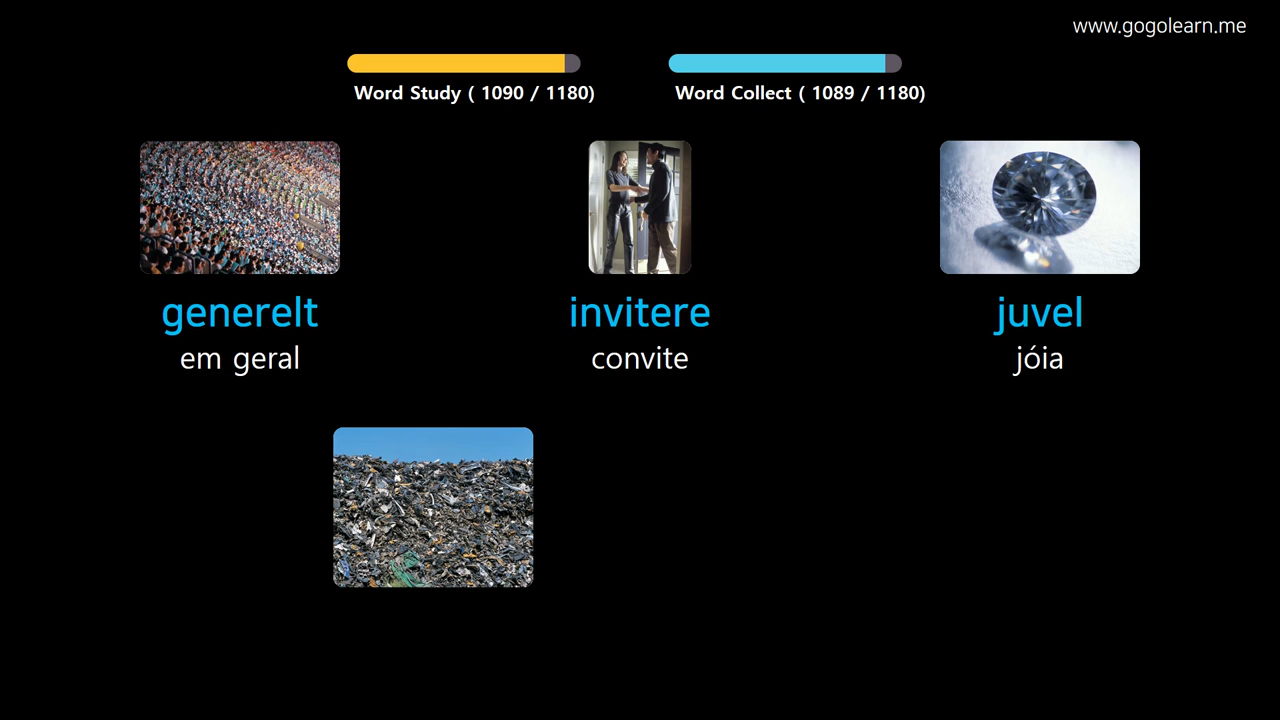 www.gogolearn.me
Word Study ( 1090 / 1180)
Word Collect ( 1089 / 1180)
generelt
invitere
juvel
em geral
convite
jóia